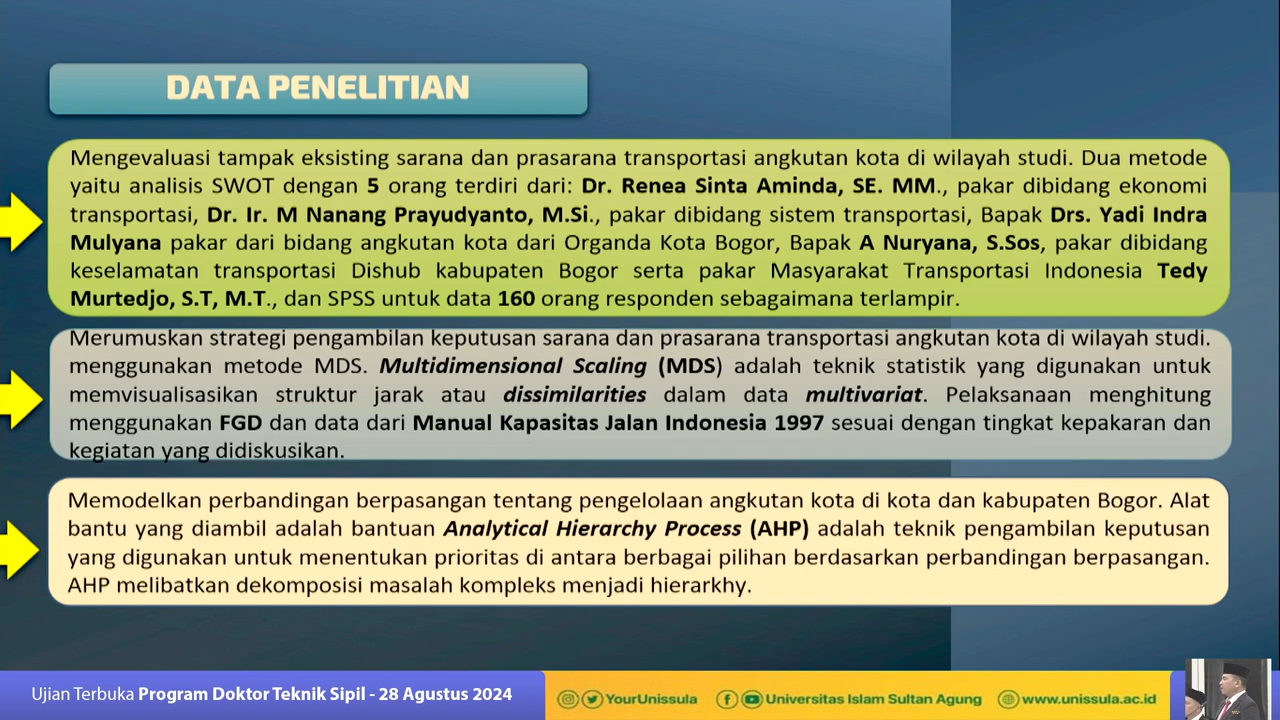 DATA PENELITIAN
Mengevaluasi tampak eksisting sarana dan prasarana transportasi angkutan kota di wilayah studi. Dua metode
yaitu analisis SWOT dengan 5 orang terdiri dari: Dr. Renea Sinta Aminda, SE. MM., pakar dibidang ekonomi
transportasi, Dr. Ir. M Nanang Prayudyanto, M.Si., pakar dibidang sistem transportasi, Bapak Drs. Yadi Indra
Mulyana pakar dari bidang angkutan kota dari Organda Kota Bogor, Bapak A Nuryana, S.Sos, pakar dibidang
keselamatan transportasi Dishub kabupaten Bogor serta pakar Masyarakat Transportasi Indonesia Tedy
Murtedjo, S.T, M.T., dan SPSS untuk data 160 orang responden sebagaimana terlampir.
Merumuskan strategi pengambilan keputusan sarana dan prasarana transportasi angkutan kota di wilayah studi.
menggunakan metode MDS. Multidimensional Scaling (MDS) adalah teknik statistik yang digunakan untuk
memvisualisasikan struktur jarak atau dissimilarities dalam data multivariat. Pelaksanaan menghitung
menggunakan FGD dan data dari Manual Kapasitas Jalan Indonesia 1997 sesuai dengan tingkat kepakaran dan
kegiatan yang didiskusikan.
Memodelkan perbandingan berpasangan tentang pengelolaan angkutan kota di kota dan kabupaten Bogor. Alat
bantu yang diambil adalah bantuan Analytical Hierarchy Process (AHP) adalah teknik pengambilan keputusan
yang digunakan untuk menentukan prioritas di antara berbagai pilihan berdasarkan perbandingan berpasangan.
AHP melibatkan dekomposisi masalah kompleks menjadi hierarkhy.
Ujian Terbuka Program Doktor Teknik Sipil - 28 Agustus 2024
YourUnissula
Universitas Islam Sultan Agung
www.unissula.ac.id